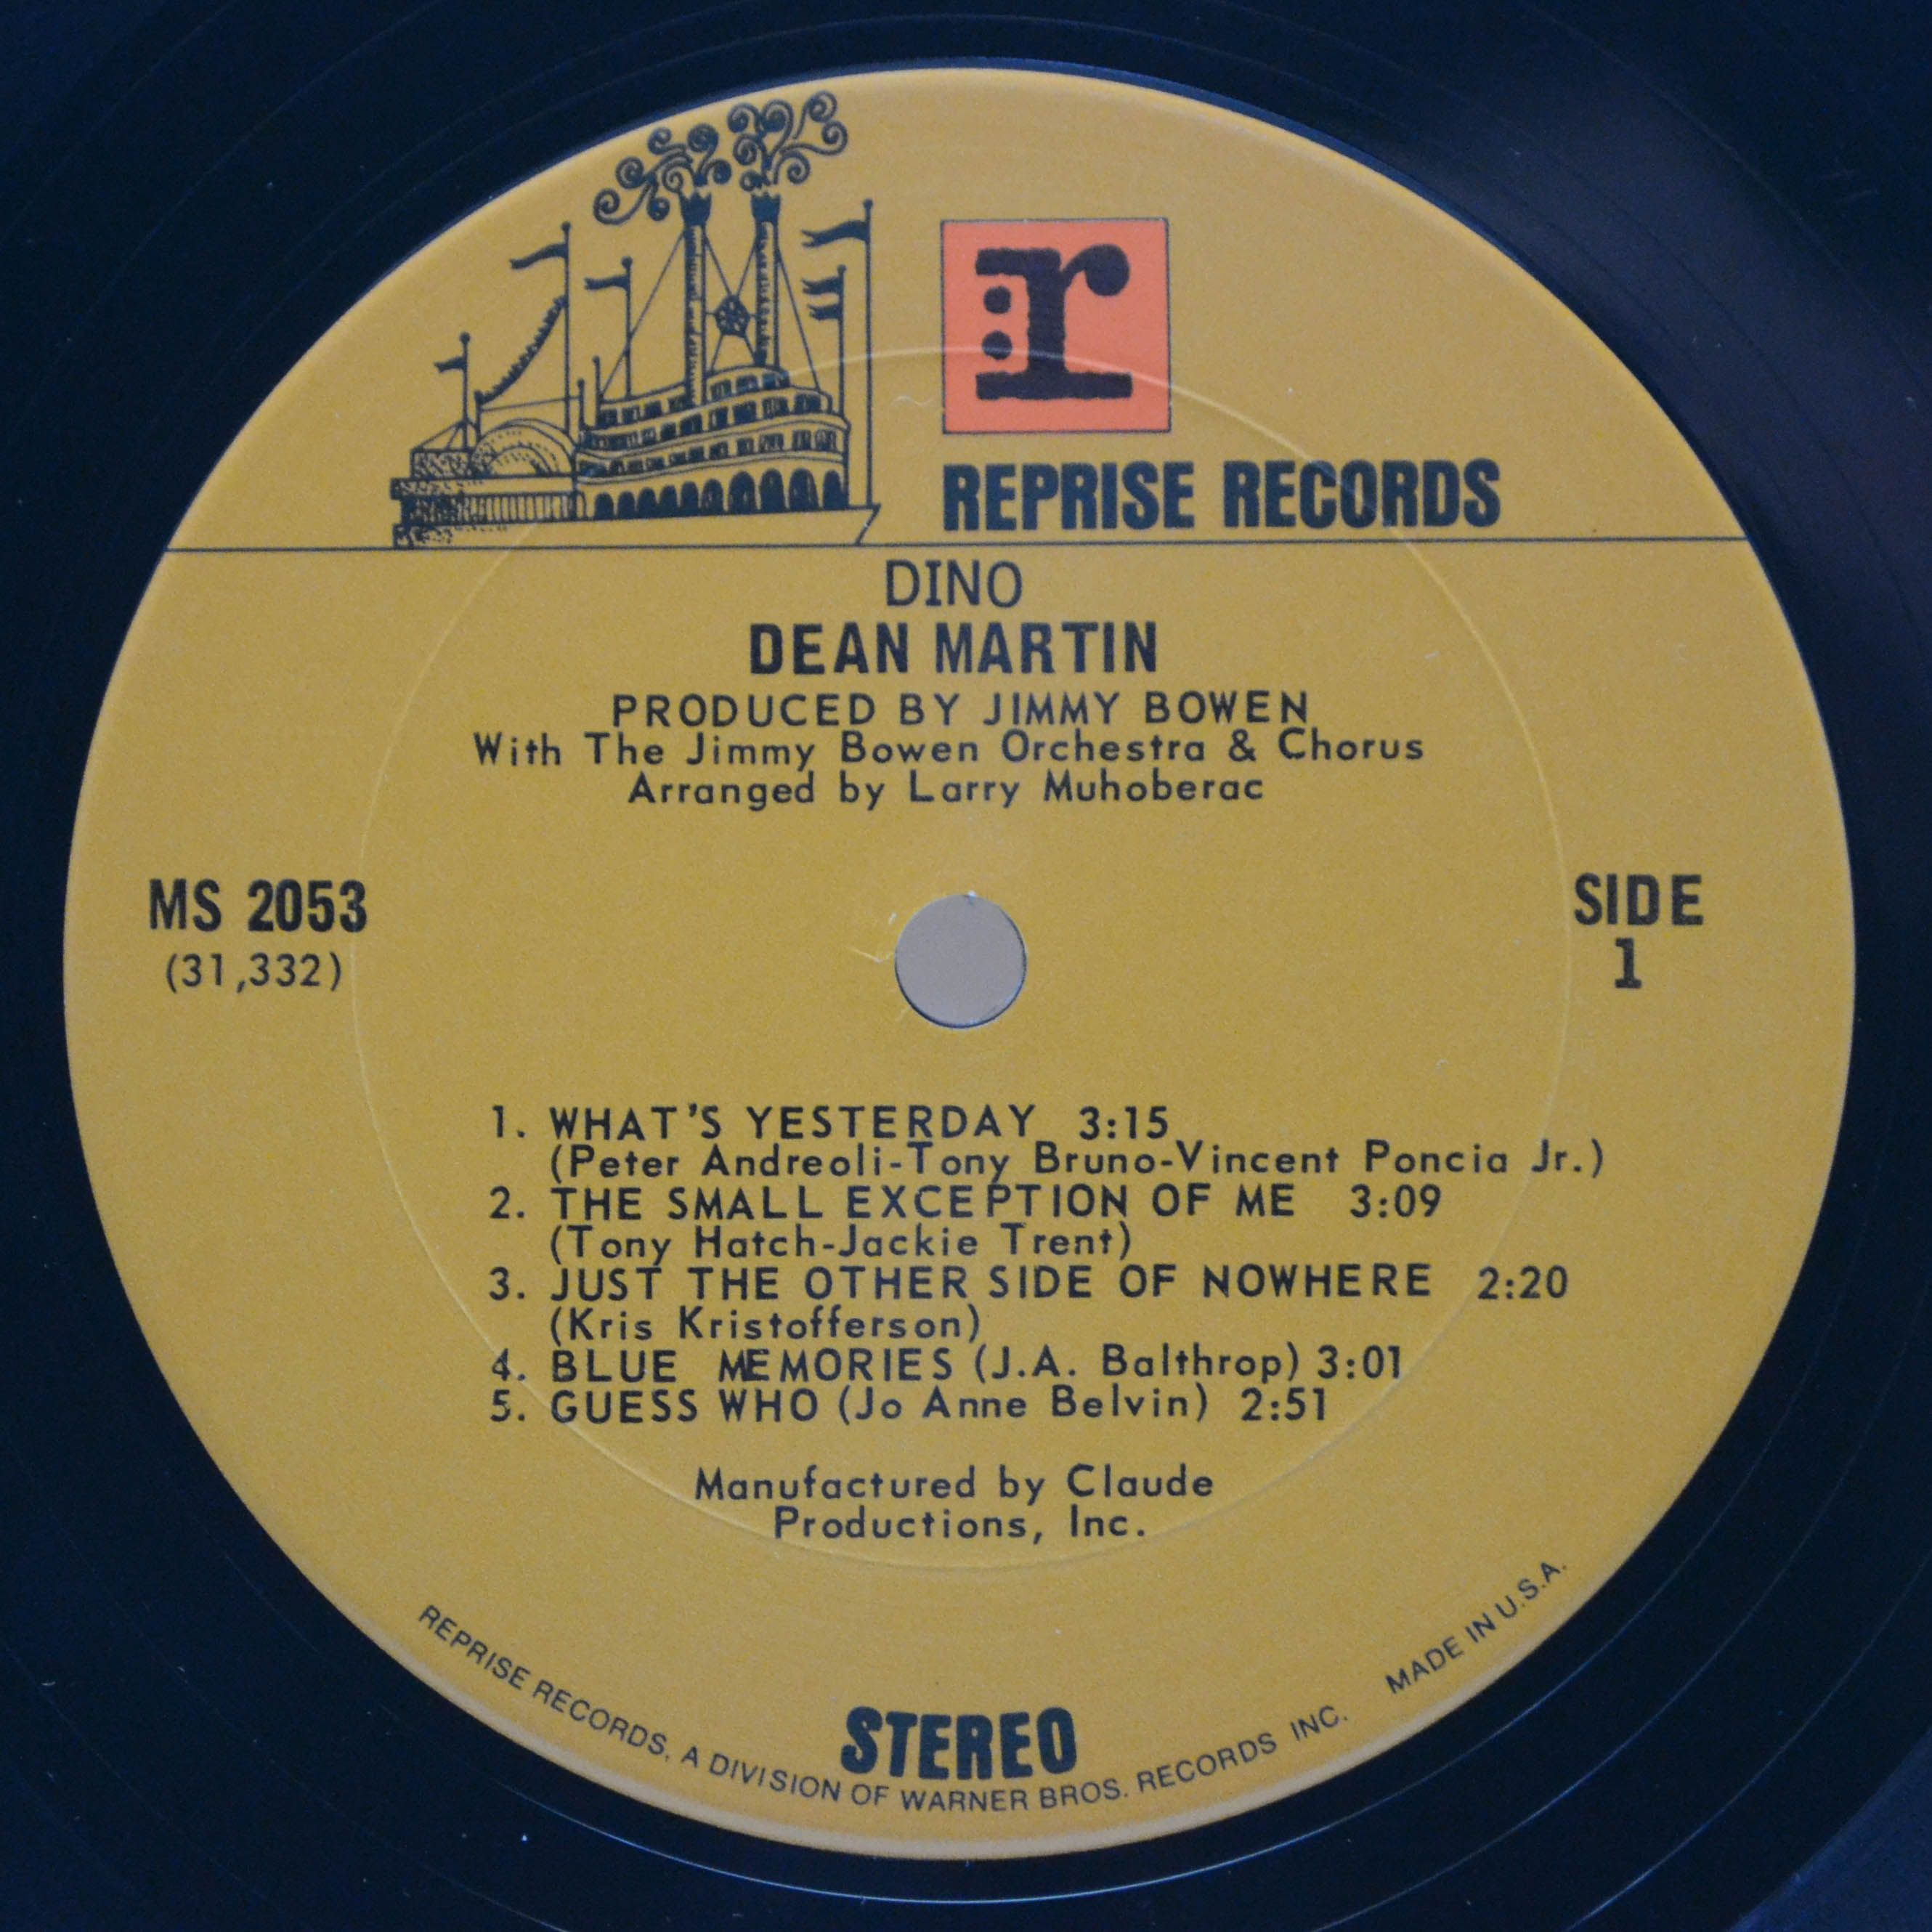 r
REPRISE RECORDS
DINO
DEAN MARTIN
PRODUCED BY JIMMY BOWEN
With The Jimmy Bowen Orchestra & Chorus
Arranged by Larry Muhoberac
MS 2053
(31,332)
SIDE
1
1. WHAT'S YESTERDAY 3:15
(Peter Andreoli-Tony Bruno-Vincent Poncia Jr.)
2. THE SMALL EXCEPTION OF ME 3:09
(Tony Hatch-Jackie Trent)
3. JUST THE OTHER SIDE OF NOWHERE 2:20
(Kris Kristofferson)
4. BLUE MEMORIES (J.A. Balthrop) 3:01
5. GUESS WHO (Jo Anne Belvin) 2:51
Manufactured by Claude
Productions, Inc.
STEREO
REPRISE RECORDS, A DIVISION OF WARNER BROS. RECORDS INC. MADE IN U.S.A.